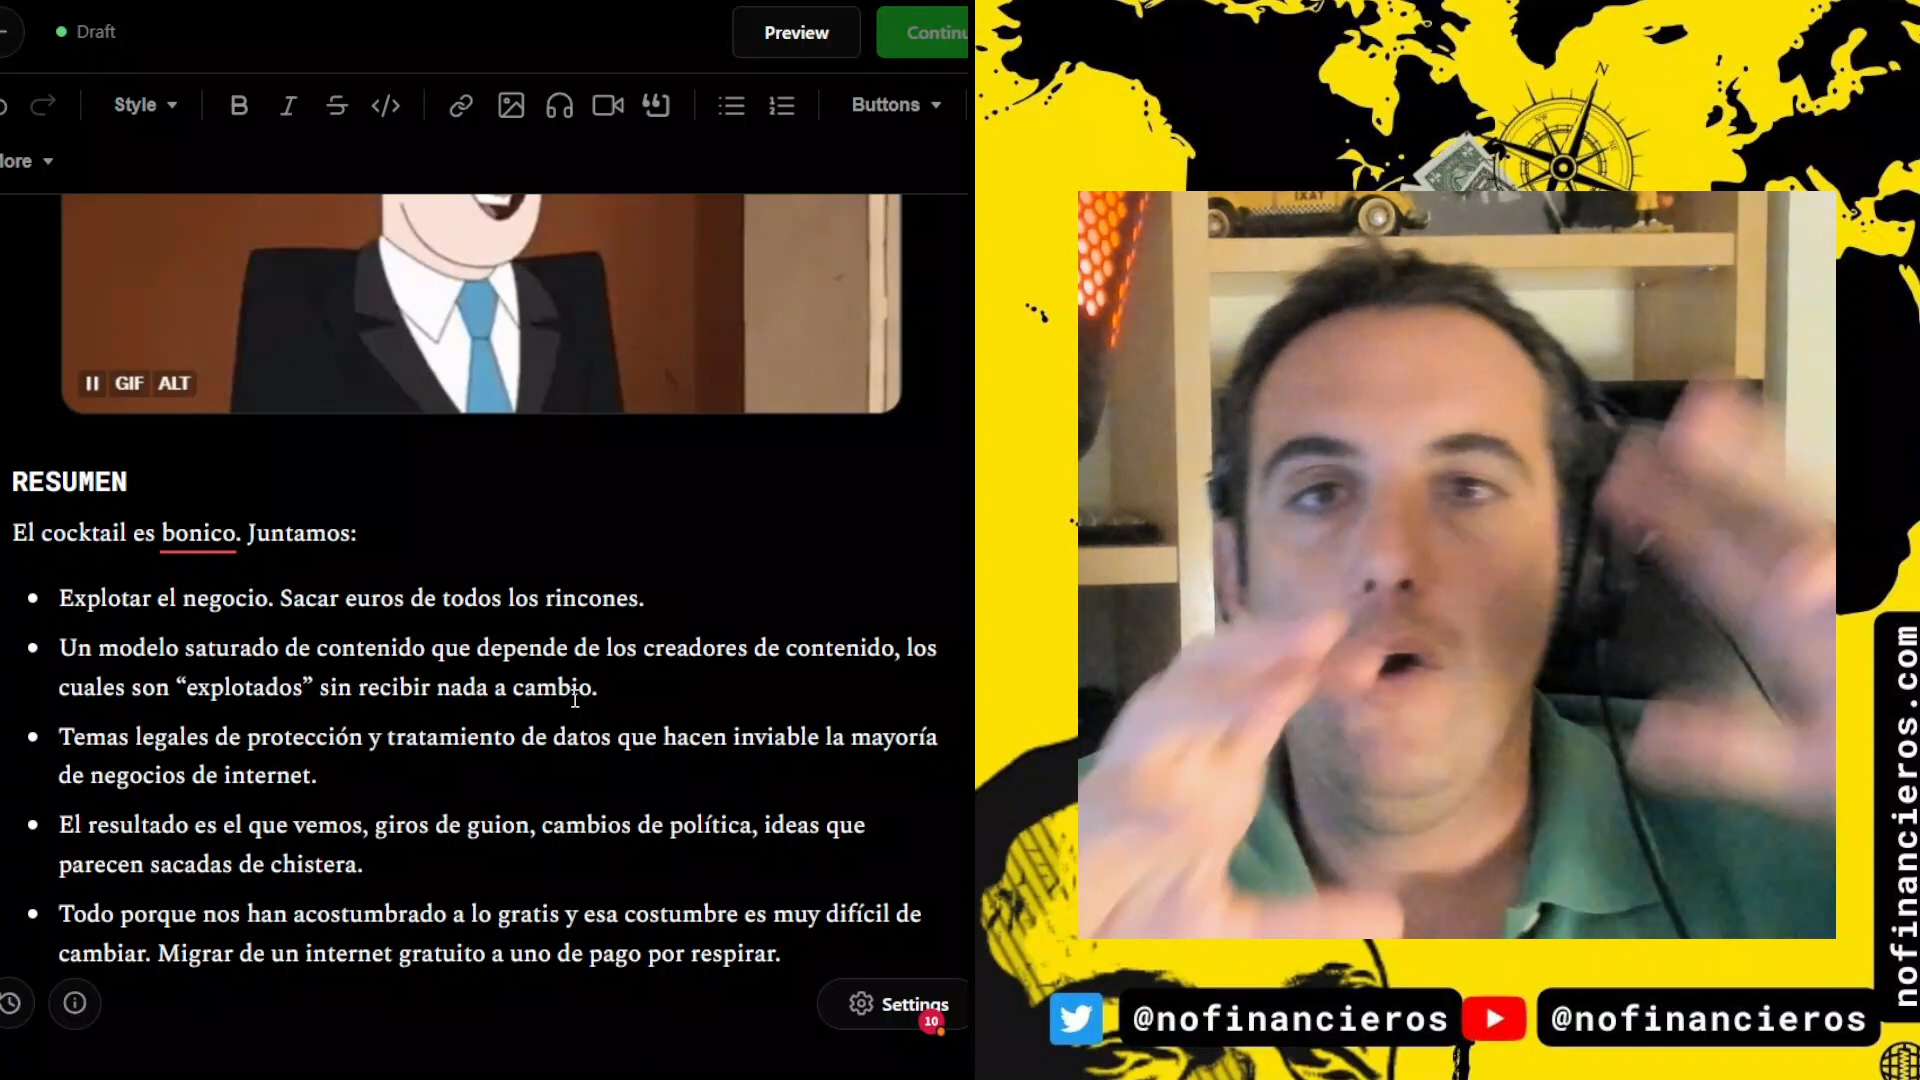 Draft
Preview
Continu
Style
Buttons
More
GIF ALT
RESUMEN
El cocktail es bonico. Juntamos:
Explotar el negocio. Sacar euros de todos los rincones.
Un modelo saturado de contenido que depende de los creadores de contenido, los
cuales son “explotados” sin recibir nada a cambio.
Temas legales de protección y tratamiento de datos que hacen inviable la mayoría
de negocios de internet.
El resultado es el que vemos, giros de guion, cambios de política, ideas que
parecen sacadas de chistera.
Todo porque nos han acostumbrado a lo gratis y esa costumbre es muy difícil de
cambiar. Migrar de un internet gratuito a uno de pago por respirar.
Settings
10
N
NW
NE
IXAT
nofinancieros.com
@nofinancieros
@nofinancieros